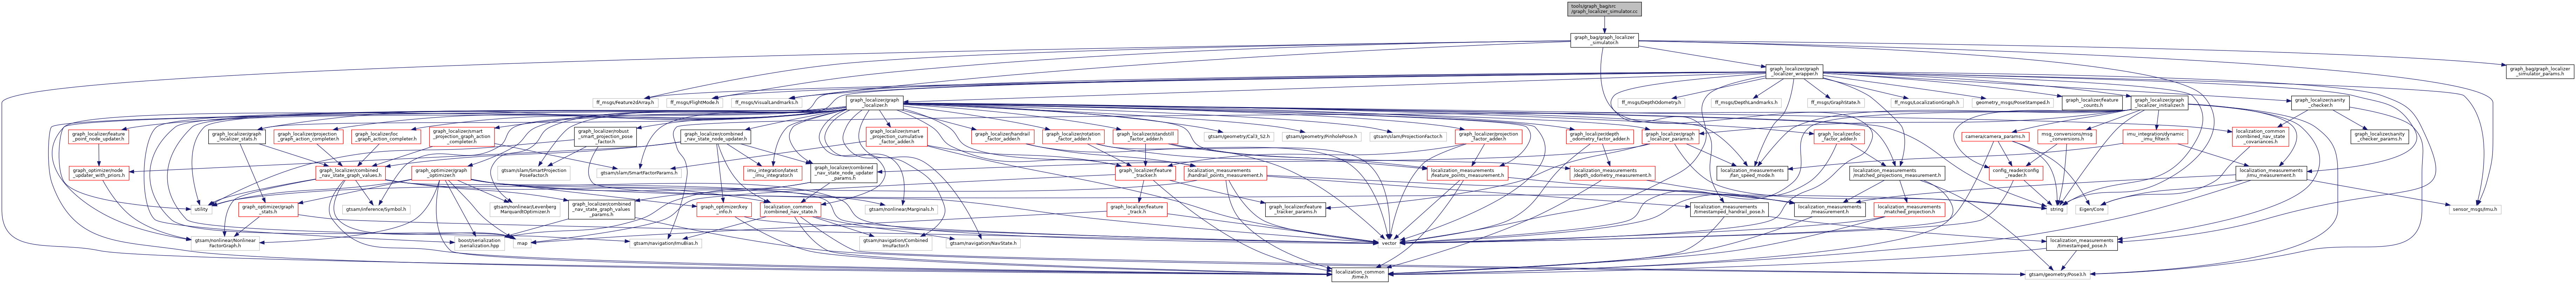 tools/graph_bag/src
/graph_localizer_simulator.cc
graph_bag/graph_localizer
_simulator.h
graph_localizer/graph
_localizer_wrapper.h
graph_bag/graph_localizer
_simulator_params.h
ff_msgs/Feature2dArray.h
ff_msgs/FlightMode.h
ff_msgs/VisualLandmarks.h
graph_localizer/graph
_localizer.h
ff_msgs/DepthOdometry.h
ff_msgs/DepthLandmarks.h
ff_msgs/GraphState.h
ff_msgs/LocalizationGraph.h
geometry_msgs/PoseStamped.h
graph_localizer/feature
_counts.h
graph_localizer/graph
_localizer_initializer.h
graph_localizer/sanity
_checker.h
graph_localizer/feature
_point_node_updater.h
graph_localizer/graph
_localizer_stats.h
graph_localizer/projection
_graph_action_completer.h
graph_localizer/loc
_graph_action_completer.h
graph_localizer/smart
_projection_graph_action
_completer.h
graph_localizer/robust
_smart_projection_pose
_factor.h
graph_localizer/combined
_nav_state_node_updater.h
graph_localizer/smart
_projection_cumulative
_factor_adder.h
graph_localizer/handrail
_factor_adder.h
graph_localizer/rotation
_factor_adder.h
graph_localizer/standstill
_factor_adder.h
gtsam/geometry/Cal3_S2.h
gtsam/geometry/PinholePose.h
gtsam/slam/ProjectionFactor.h
graph_localizer/projection
_factor_adder.h
graph_localizer/depth
_odometry_factor_adder.h
graph_localizer/graph
_localizer_params.h
graph_localizer/loc
_factor_adder.h
camera/camera_params.h
msg_conversions/msg
_conversions.h
imu_integration/dynamic
_imu_filter.h
localization_common
/combined_nav_state
_covariances.h
graph_localizer/sanity
_checker_params.h
graph_optimizer/node
_updater_with_priors.h
graph_localizer/combined
_nav_state_graph_values.h
graph_optimizer/graph
_optimizer.h
gtsam/slam/SmartProjection
PoseFactor.h
gtsam/slam/SmartFactorParams.h
imu_integration/latest
_imu_integrator.h
graph_localizer/combined
_nav_state_node_updater
_params.h
graph_localizer/feature
_tracker.h
localization_measurements
/handrail_points_measurement.h
localization_measurements
/feature_points_measurement.h
localization_measurements
/depth_odometry_measurement.h
localization_measurements
/fan_speed_mode.h
localization_measurements
/matched_projections_measurement.h
config_reader/config
_reader.h
localization_measurements
/imu_measurement.h
utility
graph_optimizer/graph
_stats.h
gtsam/inference/Symbol.h
gtsam/nonlinear/Levenberg
MarquardtOptimizer.h
graph_localizer/combined
_nav_state_graph_values
_params.h
graph_optimizer/key
_info.h
localization_common
/combined_nav_state.h
gtsam/nonlinear/Marginals.h
graph_localizer/feature
_track.h
graph_localizer/feature
_tracker_params.h
localization_measurements
/timestamped_handrail_pose.h
localization_measurements
/measurement.h
localization_measurements
/matched_projection.h
string
Eigen/Core
sensor_msgs/Imu.h
gtsam/nonlinear/Nonlinear
FactorGraph.h
boost/serialization
/serialization.hpp
map
gtsam/navigation/ImuBias.h
gtsam/navigation/Combined
ImuFactor.h
gtsam/navigation/NavState.h
vector
localization_measurements
/timestamped_pose.h
localization_common
/time.h
gtsam/geometry/Pose3.h